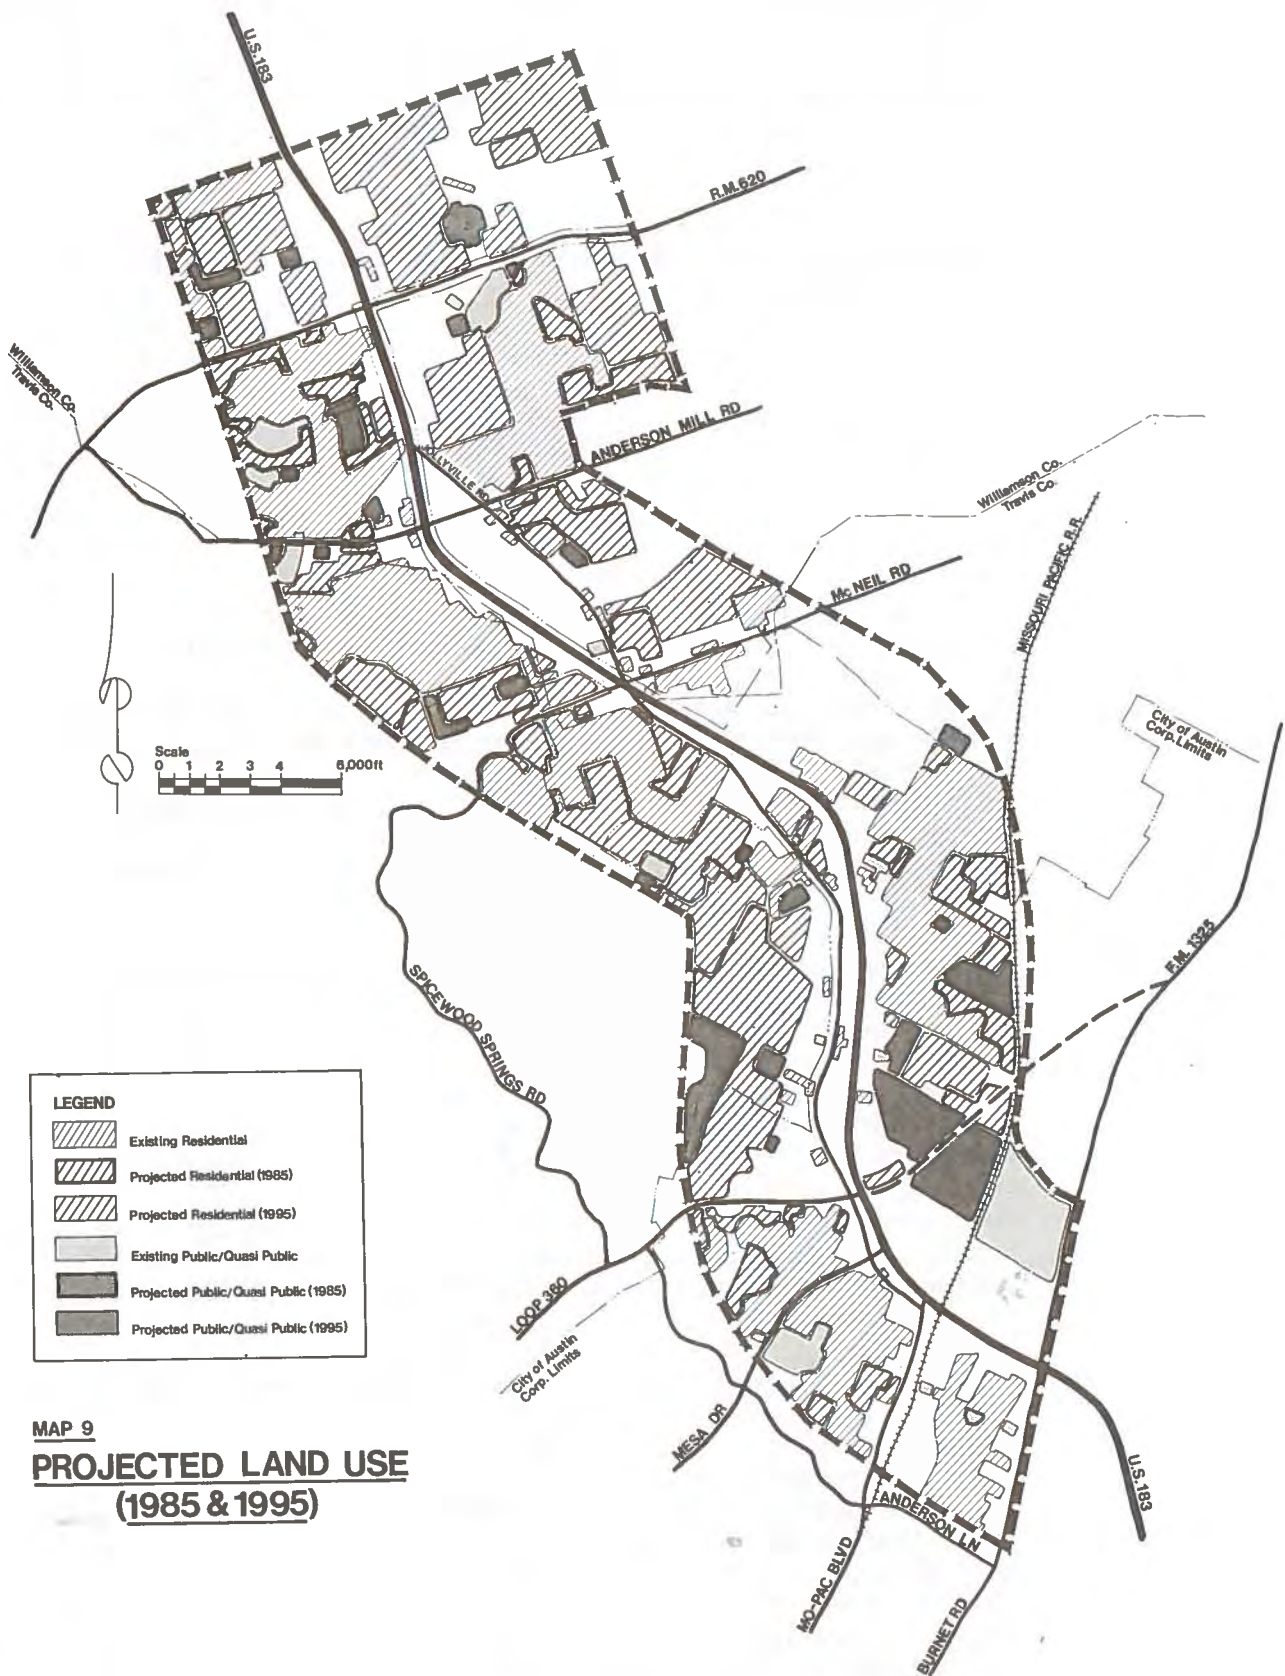 U.S.183
R.M.620
Williamson Co.
Travis Co.
ANDERSON MILL RD
LYVILLE RD.
Williamson Co.
Travis Co.
McNEIL RD
MISSOURI PACIFIC R.R.
City of Austin
Corp. Limits
Scale
0 1 2 3 4 6,000ft
F.M. 1325
SPICEWOOD SPRINGS RD
LEGEND
Existing Residential
Projected Residential (1985)
Projected Residential (1995)
Existing Public/Quasi Public
Projected Public/Quasi Public (1985)
Projected Public/Quasi Public (1995)
LOOP 360
City of Austin
Corp. Limits
MESA DR
U.S.183
ANDERSON LN
MO-PAC BLVD
BURNET RD
MAP 9
PROJECTED LAND USE
(1985 & 1995)